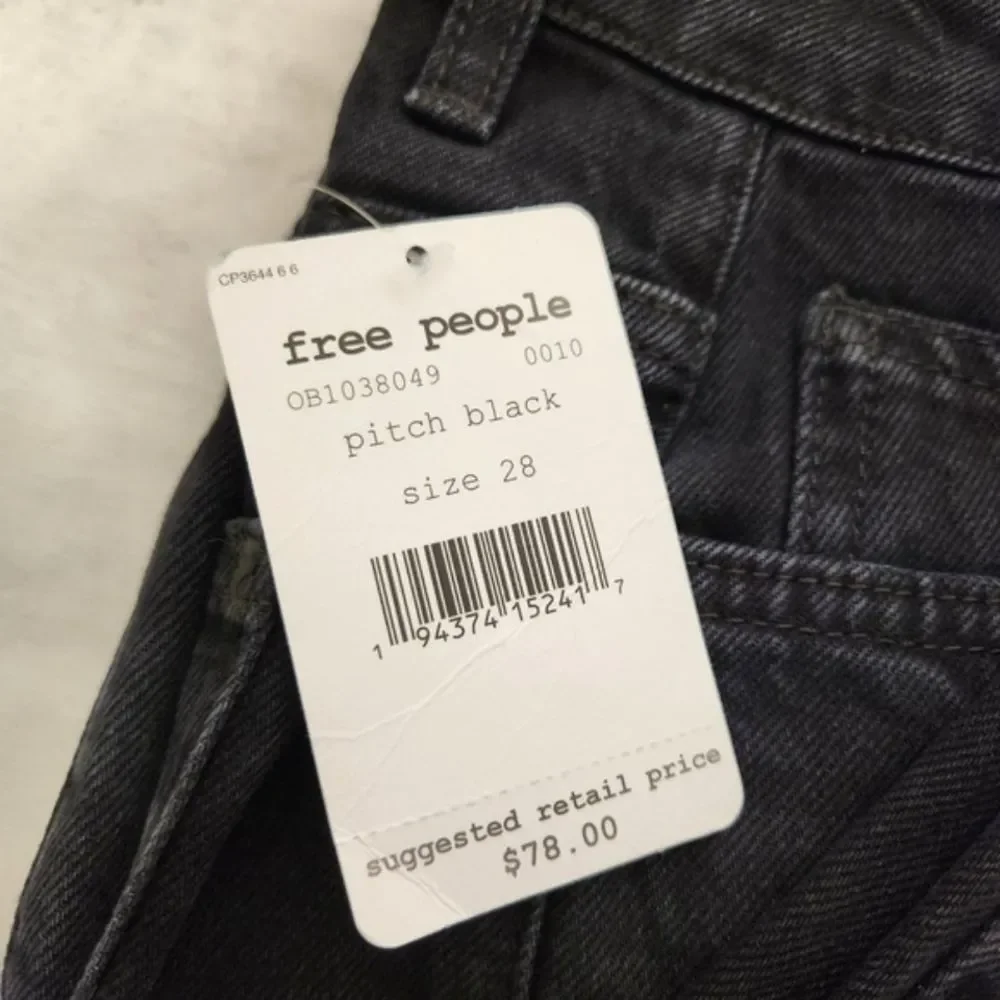 CP3644 6 6
free people
OB1038049 0010
pitch black
size 28
1 94374 15241 7
suggested retail price
$78.00